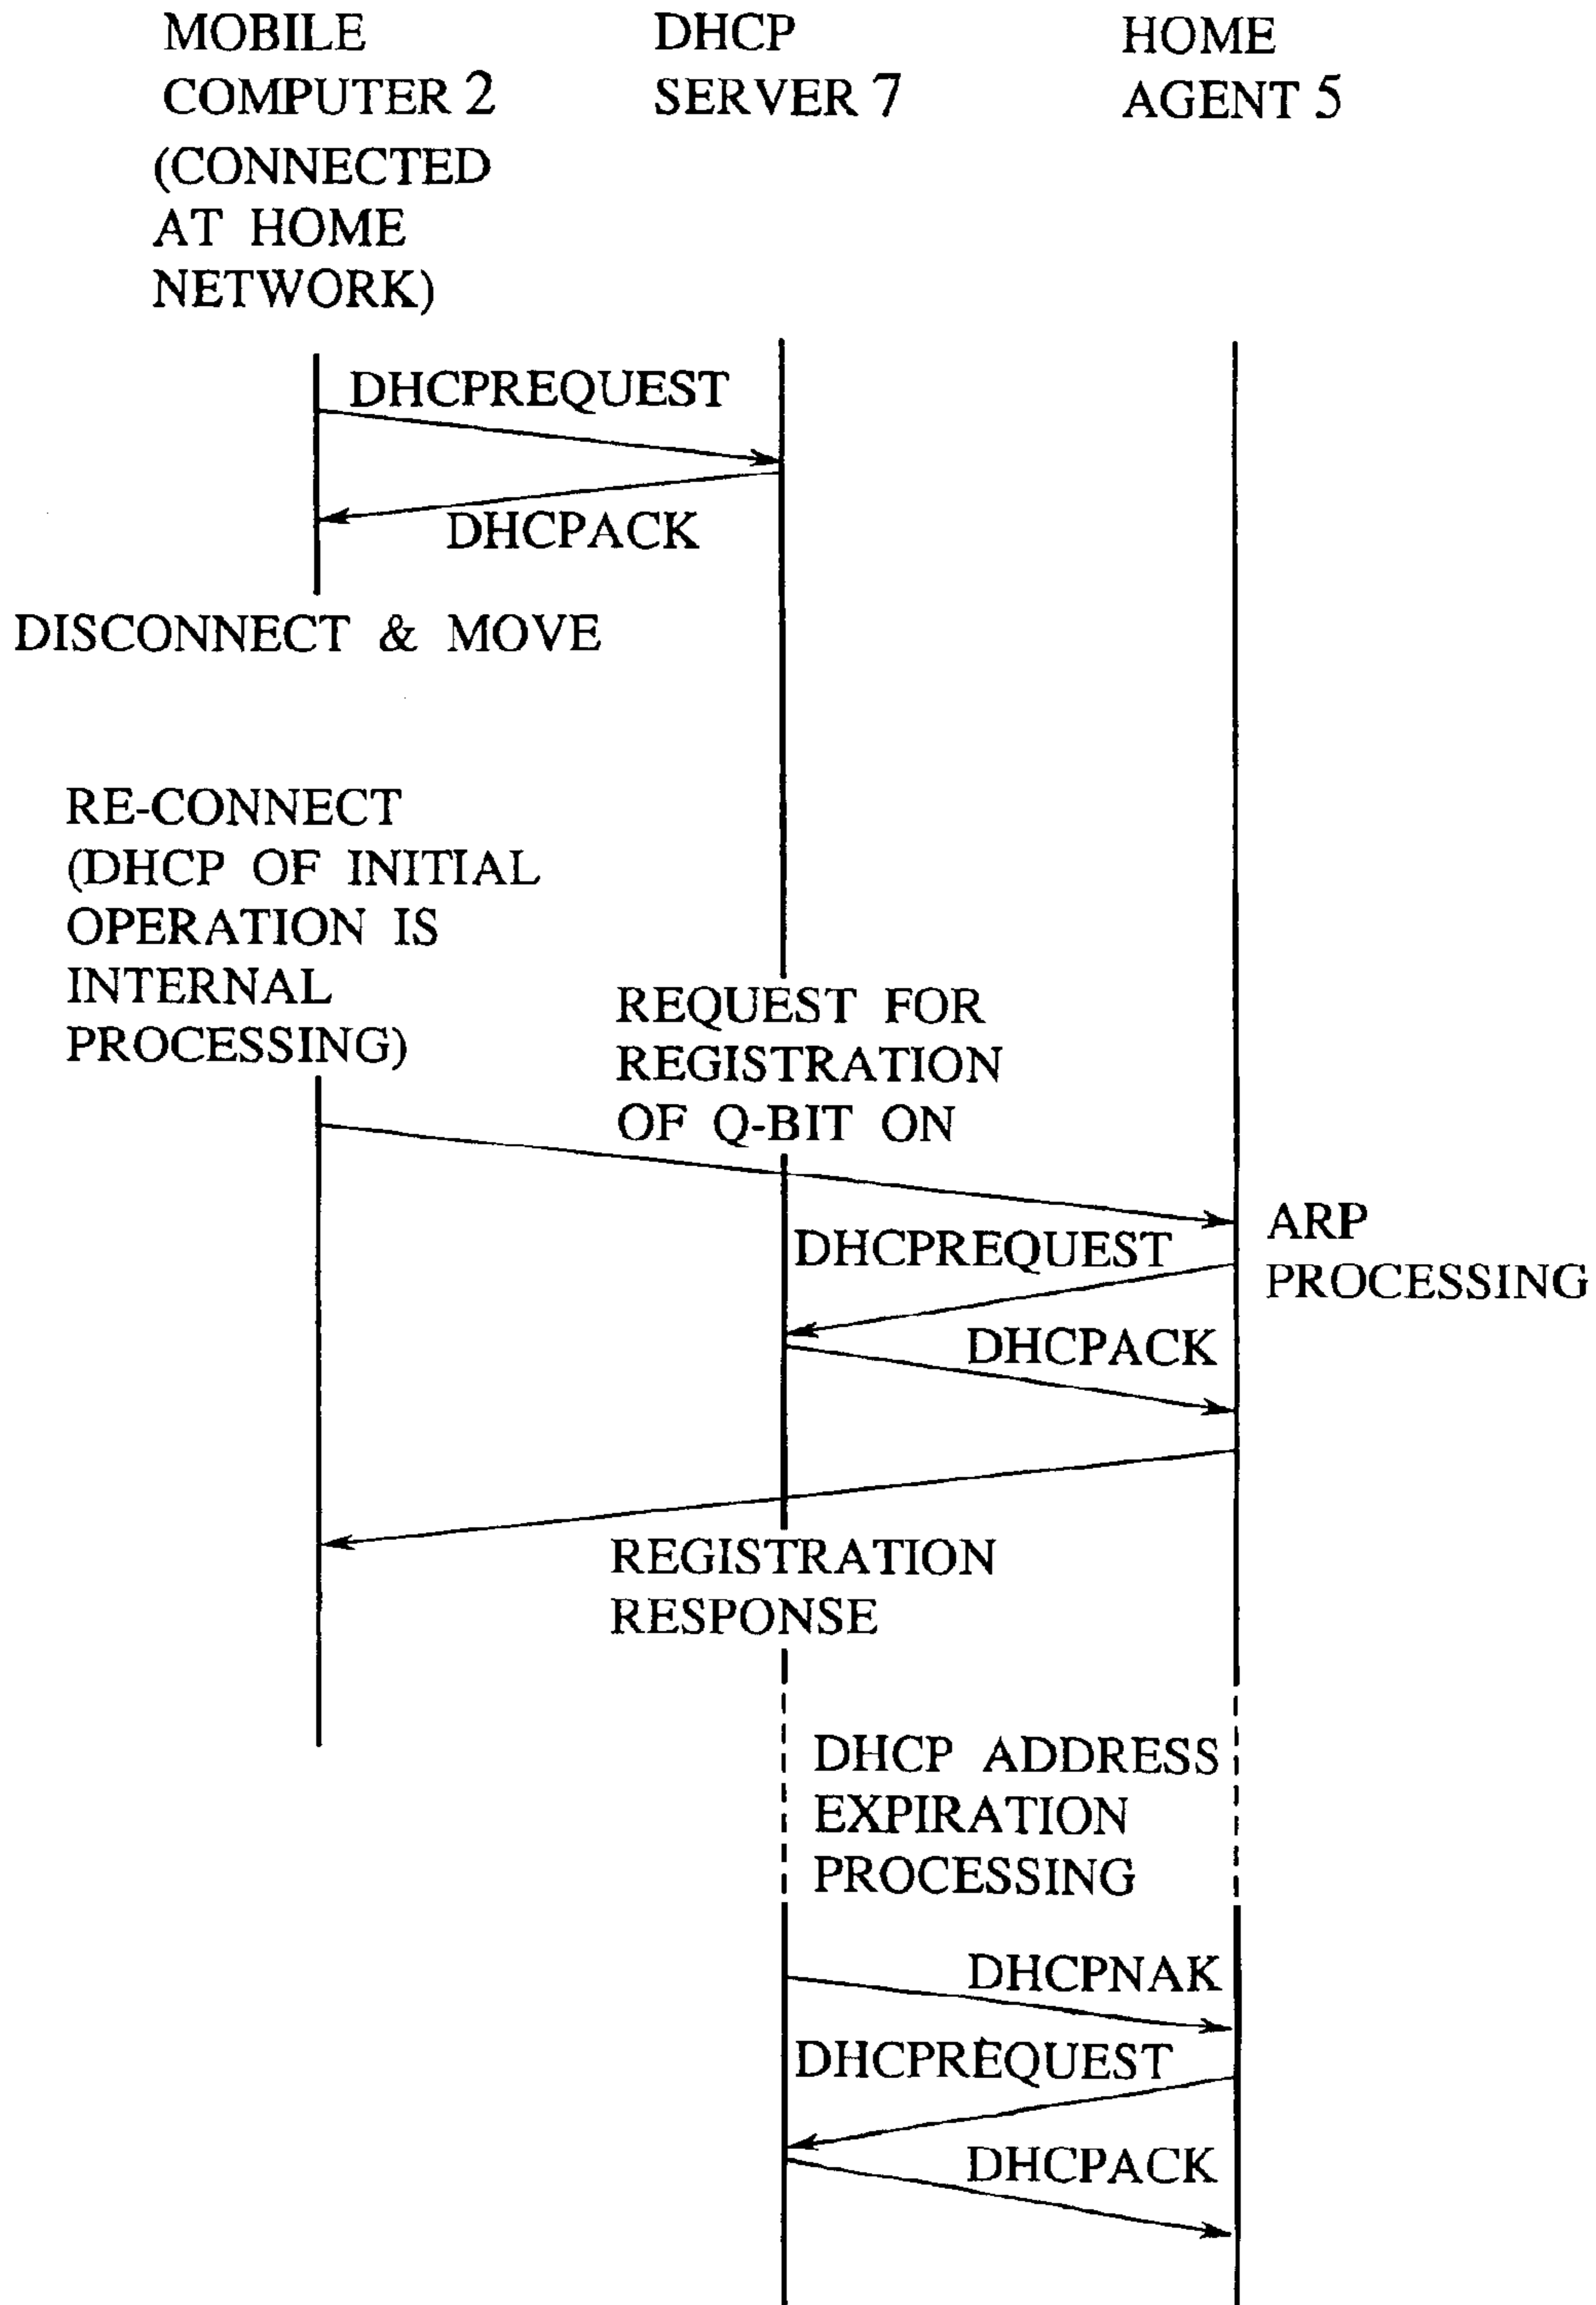 MOBILE
COMPUTER 2
(CONNECTED
AT HOME
NETWORK)
DHCP
SERVER 7
HOME
AGENT 5
DHCPREQUEST
DHCPACK
DISCONNECT & MOVE
RE-CONNECT
(DHCP OF INITIAL
OPERATION IS
INTERNAL
PROCESSING)
REQUEST FOR
REGISTRATION
OF Q-BIT ON
ARP
PROCESSING
DHCPREQUEST
DHCPACK
REGISTRATION
RESPONSE
DHCP ADDRESS
EXPIRATION
PROCESSING
DHCPNAK
DHCPREQUEST
DHCPACK